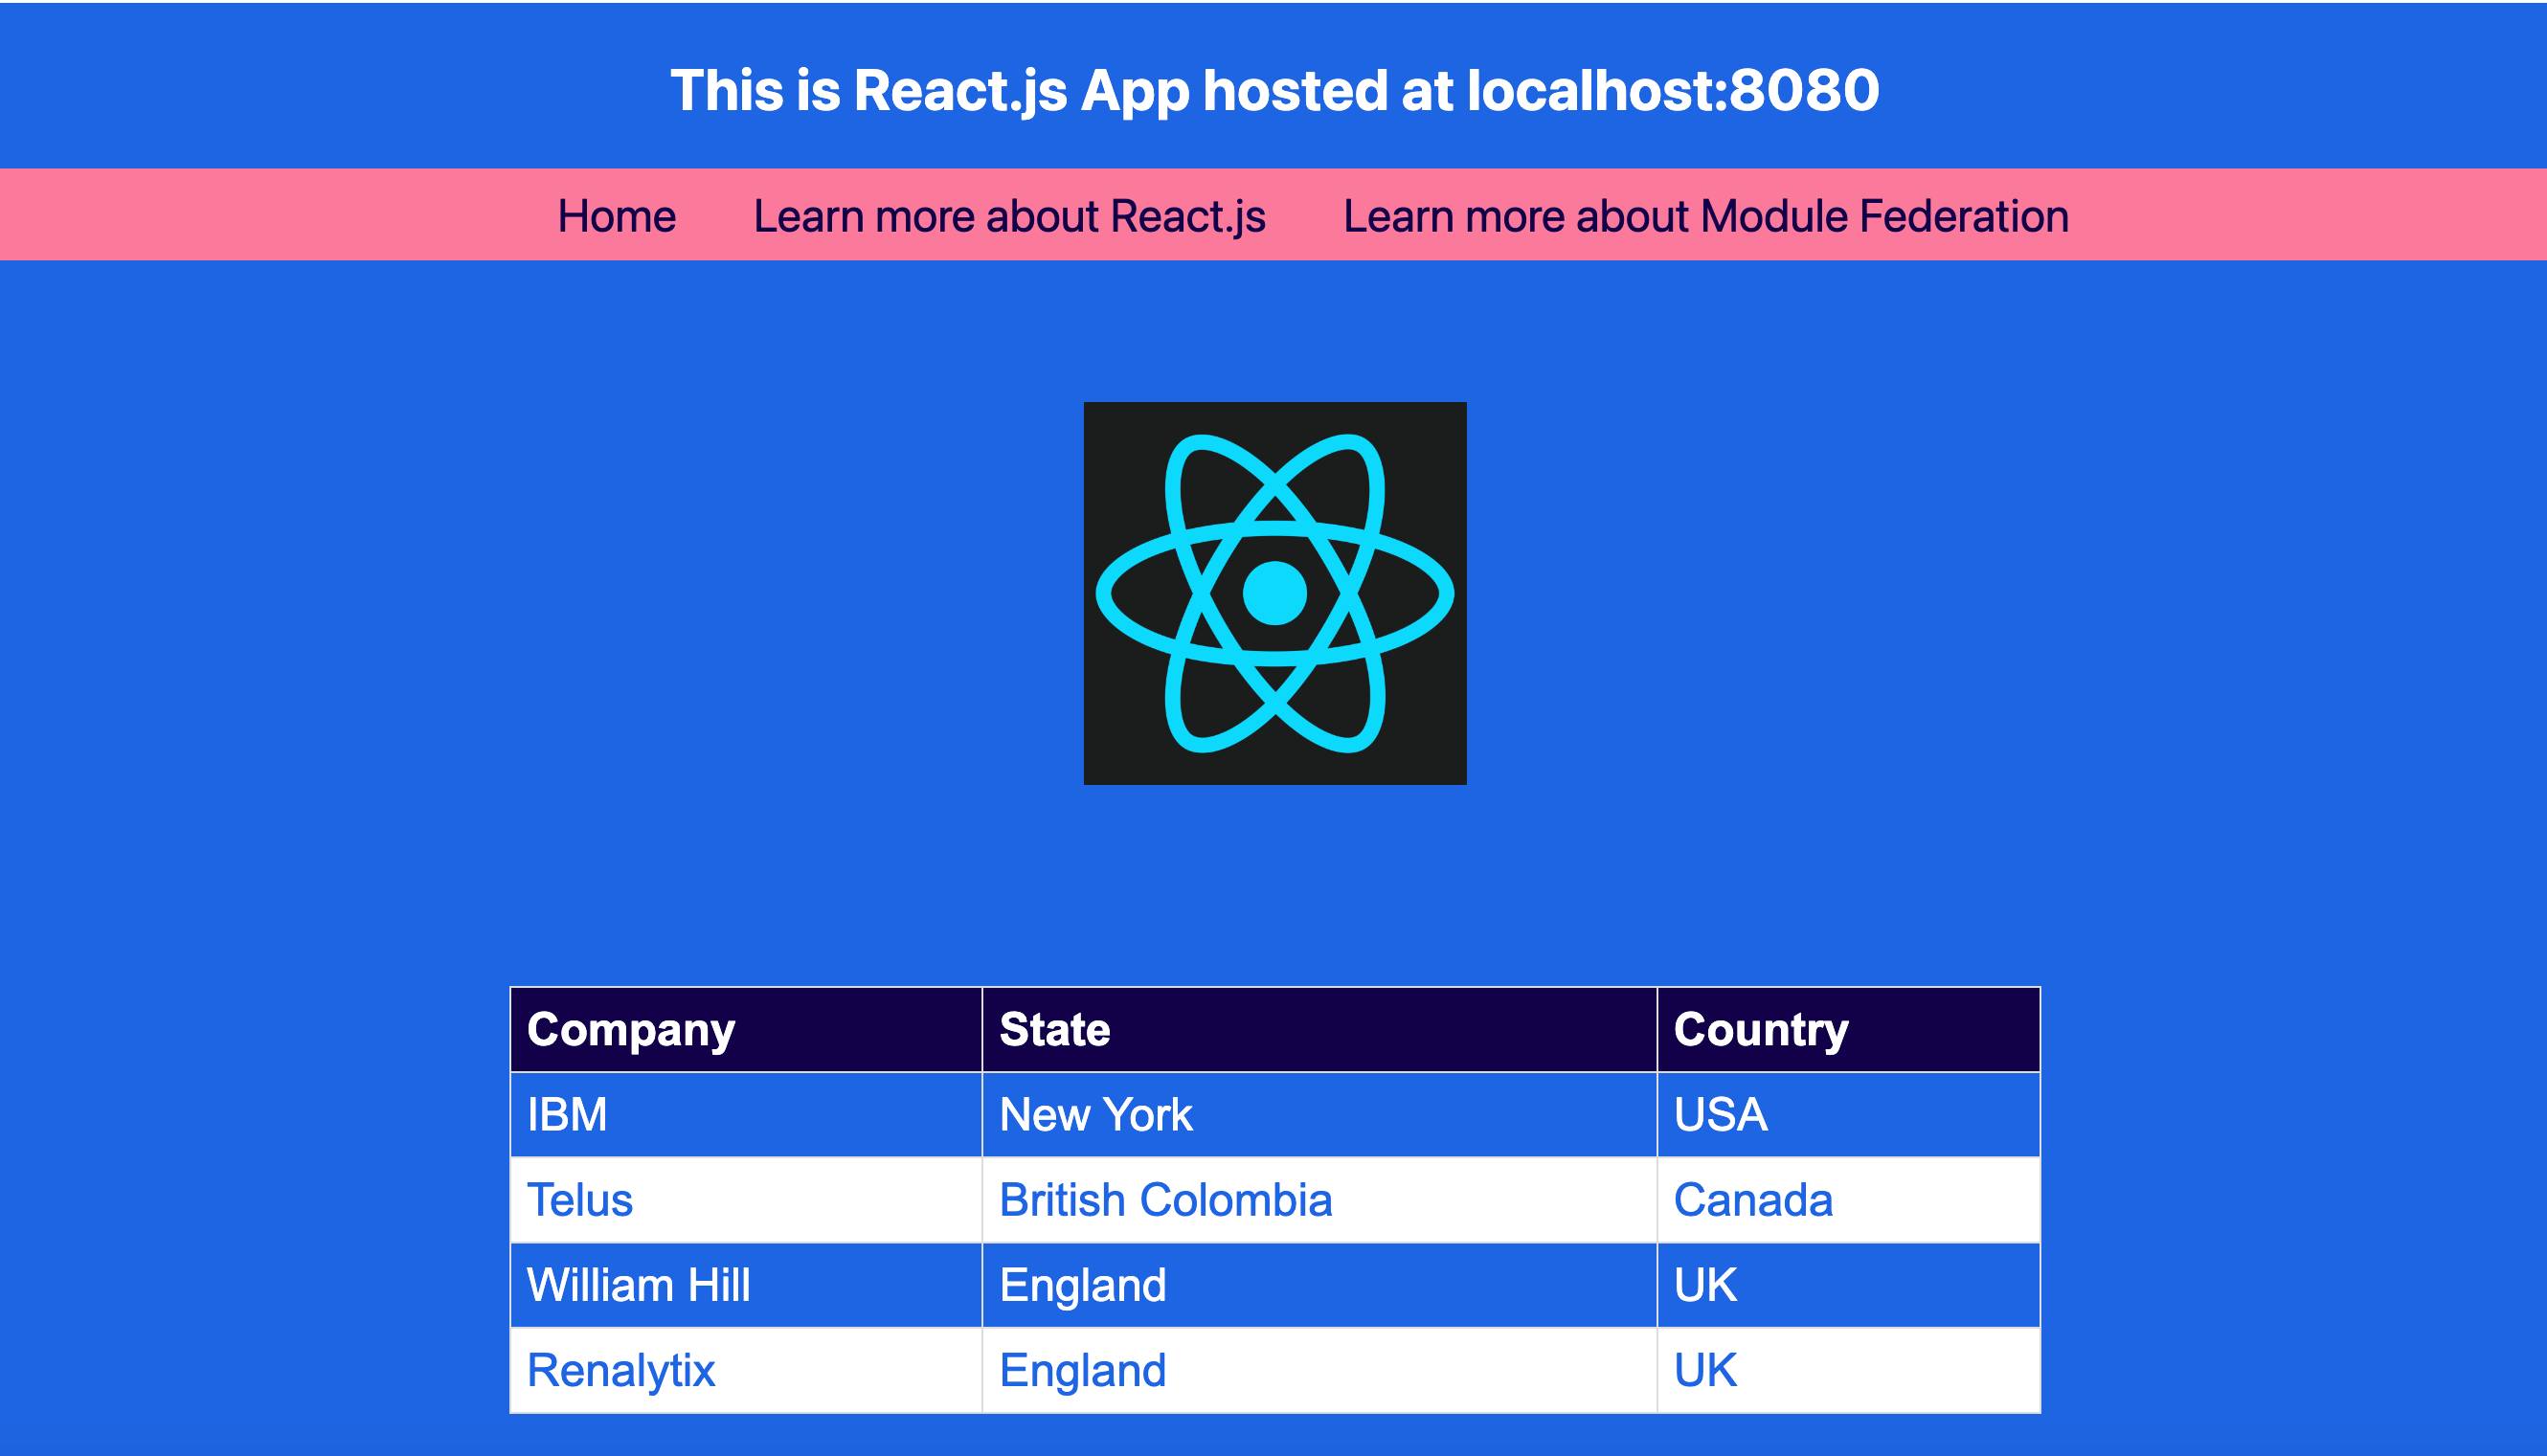 This is React.js App hosted at localhost:8080
Home Learn more about React.js Learn more about Module Federation
Company State Country
IBM New York USA
Telus British Colombia Canada
William Hill England UK
Renalytix England UK